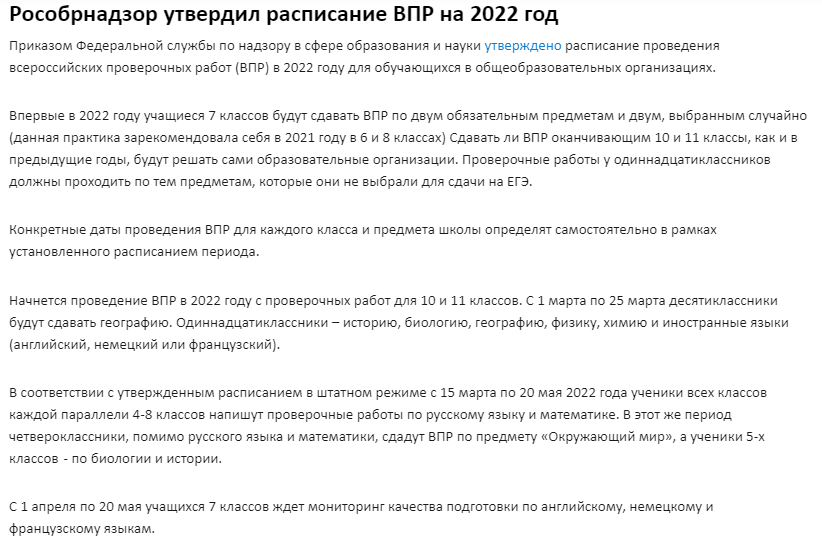 Рособрнадзор утвердил расписание ВПР на 2022 год
Приказом Федеральной службы по надзору в сфере образования и науки утверждено расписание проведения
всероссийских проверочных работ (ВПР) в 2022 году для обучающихся в общеобразовательных организациях.
Впервые в 2022 году учащиеся 7 классов будут сдавать ВПР по двум обязательным предметам и двум, выбранным случайно
(данная практика зарекомендовала себя в 2021 году в 6 и 8 классах) Сдавать ли ВПР оканчивающим 10 и 11 классы, как и в
предыдущие годы, будут решать сами образовательные организации. Проверочные работы у одиннадцатиклассников
должны проходить по тем предметам, которые они не выбрали для сдачи на ЕГЭ.
Конкретные даты проведения ВПР для каждого класса и предмета школы определят самостоятельно в рамках
установленного расписанием периода.
Начнется проведение ВПР в 2022 году с проверочных работ для 10 и 11 классов. С 1 марта по 25 марта десятиклассники
будут сдавать географию. Одиннадцатиклассники – историю, биологию, географию, физику, химию и иностранные языки
(английский, немецкий или французский).
В соответствии с утвержденным расписанием в штатном режиме с 15 марта по 20 мая 2022 года ученики всех классов
каждой параллели 4-8 классов напишут проверочные работы по русскому языку и математике. В этот же период
четвероклассники, помимо русского языка и математики, сдадут ВПР по предмету «Окружающий мир», а ученики 5-х
классов - по биологии и истории.
С 1 апреля по 20 мая учащихся 7 классов ждет мониторинг качества подготовки по английскому, немецкому и
французскому языкам.